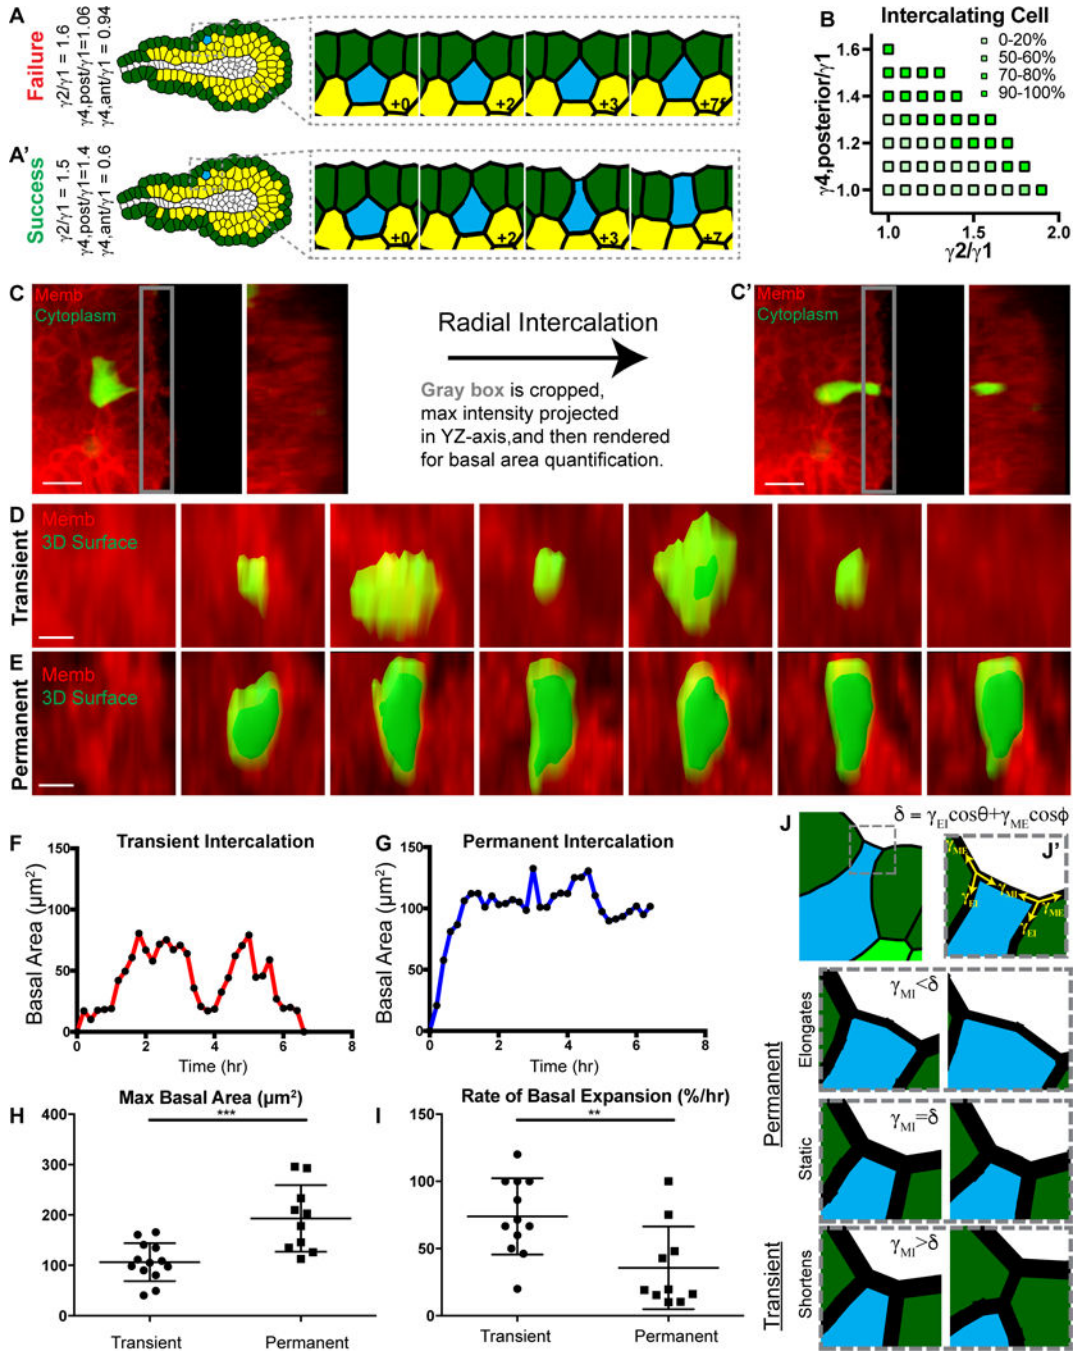 A
Failure
γ2/γ1 = 1.6
γ4,post/γ1=1.06
γ4,ant/γ1 = 0.94
+0
+2
+3
+7
A'
Success
γ2/γ1 = 1.5
γ4,post/γ1=1.4
γ4,ant/γ1 = 0.6
+0
+2
+3
+7
B
Intercalating Cell
0-20%
50-60%
70-80%
90-100%
γ4,posterior/γ1
1.6
1.4
1.2
1.0
1.0
1.5
2.0
γ2/γ1
C
Memb
Cytoplasm
Radial Intercalation
Gray box is cropped,
max intensity projected
in YZ-axis,and then rendered
for basal area quantification.
C'
Memb
Cytoplasm
D
Transient
Memb
3D Surface
E
Permanent
Memb
3D Surface
F
Transient Intercalation
Basal Area (µm²)
150
100
50
0
0
2
4
6
8
Time (hr)
G
Permanent Intercalation
Basal Area (µm²)
150
100
50
0
0
2
4
6
8
Time (hr)
H
Max Basal Area (µm²)
***
400
300
200
100
0
Transient
Permanent
I
Rate of Basal Expansion (%/hr)
**
150
100
50
0
Transient
Permanent
J
δ = γEIcosθ+γMEcosϕ
J'
γME
γEI
γMI
γME
γEI
Permanent
Elongates
γMI<δ
Static
γMI=δ
Transient
Shortens
γMI>δ